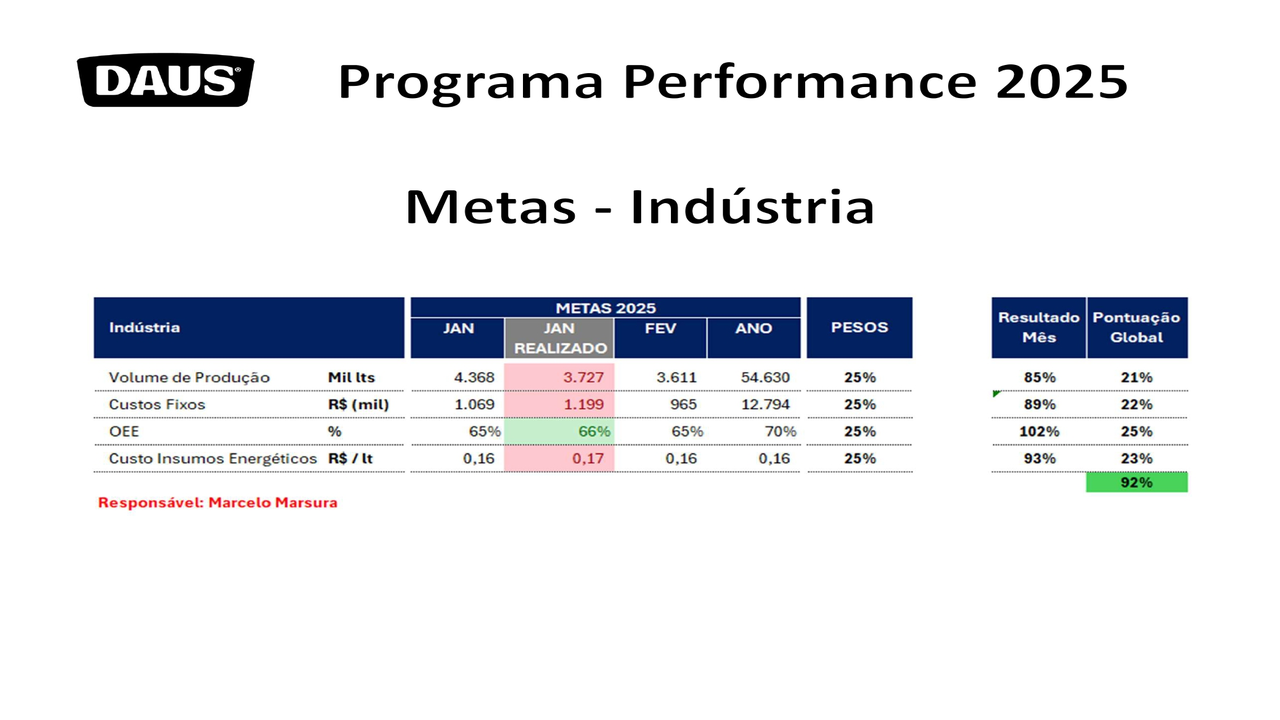 DAUS®
Programa Performance 2025
Metas - Indústria
Indústria METAS 2025 PESOS Resultado Mês Pontuação Global
JAN JAN REALIZADO FEV ANO
Volume de Produção Mil lts 4.368 3.727 3.611 54.630 25% 85% 21%
Custos Fixos R$ (mil) 1.069 1.199 965 12.794 25% 89% 22%
OEE % 65% 66% 65% 70% 25% 102% 25%
Custo Insumos Energéticos R$ / lt 0,16 0,17 0,16 0,16 25% 93% 23%
92%
Responsável: Marcelo Marsura